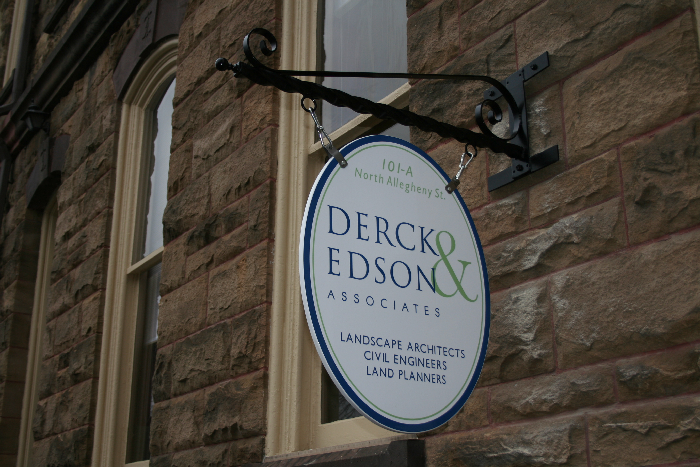 101-A
North Allegheny St.
DERCK &
EDSON
ASSOCIATES
LANDSCAPE ARCHITECTS
CIVIL ENGINEERS
LAND PLANNERS